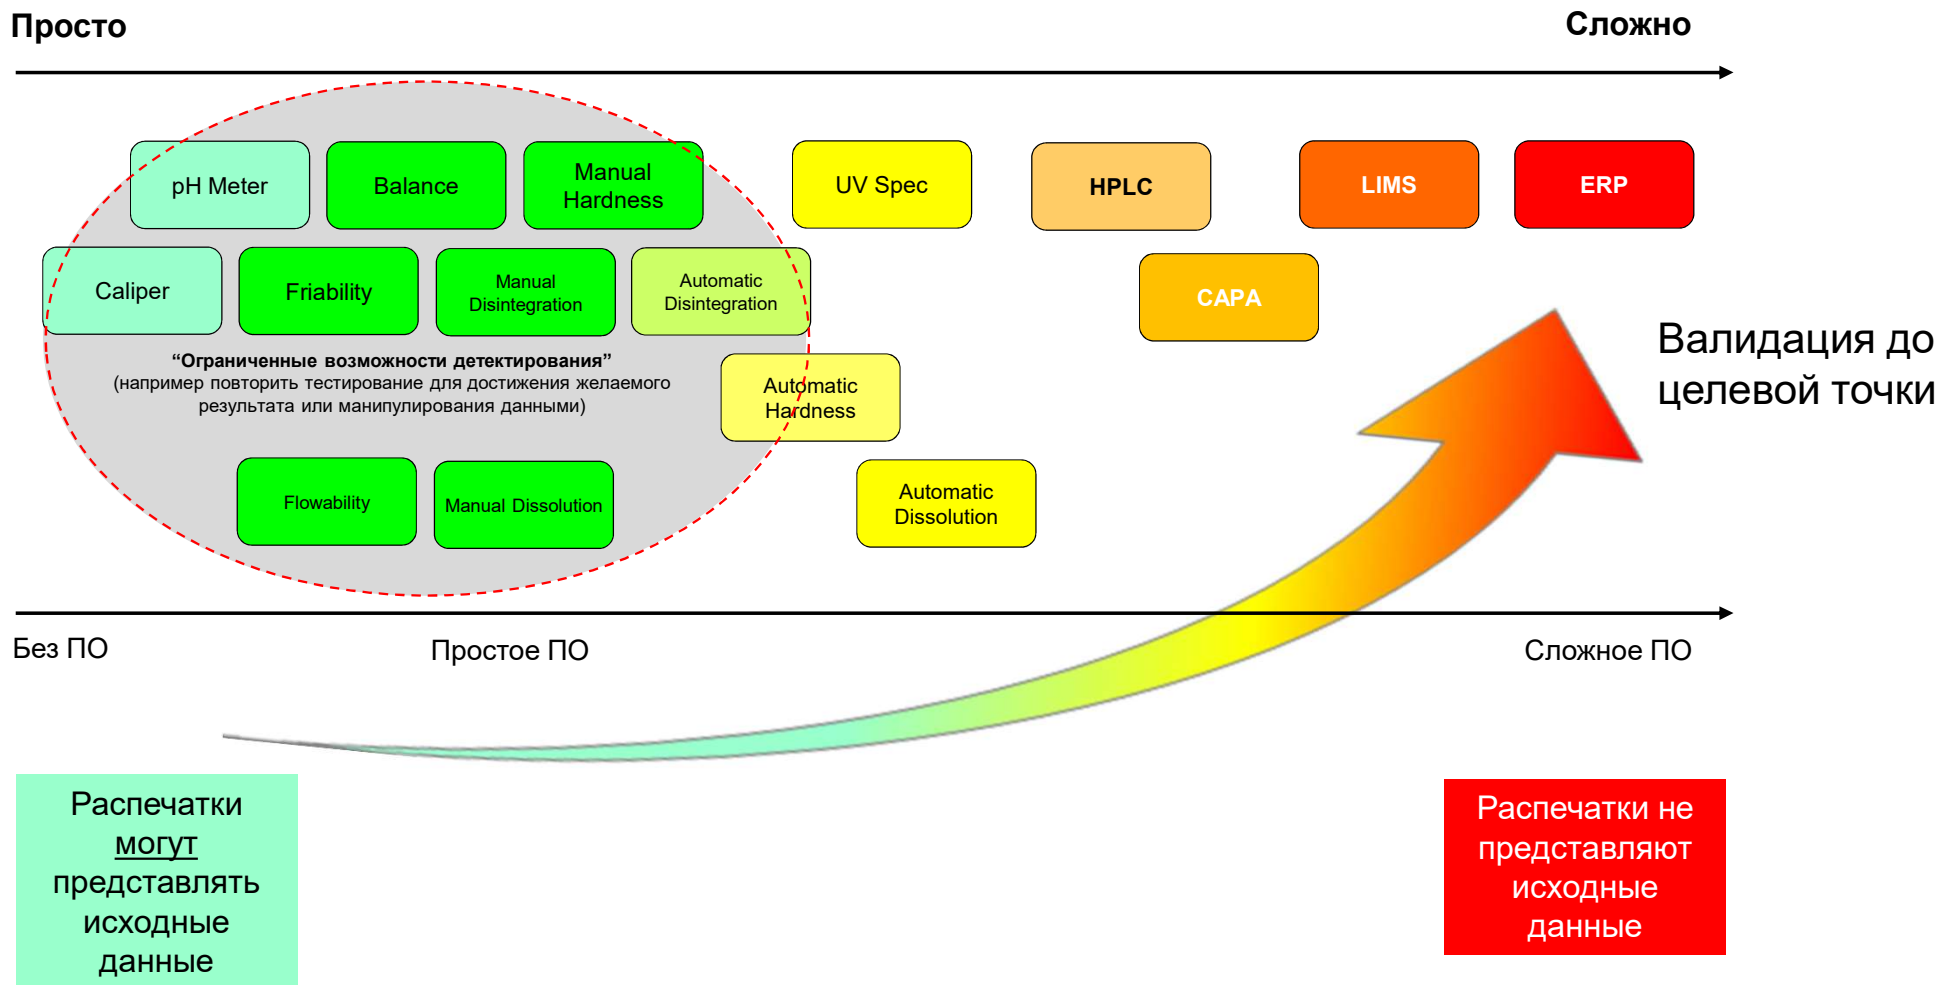 Просто
Сложно
pH Meter
Balance
Manual
Hardness
UV Spec
HPLC
LIMS
ERP
Caliper
Friability
Manual
Disintegration
Automatic
Disintegration
CAPA
“Ограниченные возможности детектирования”
(например повторить тестирование для достижения желаемого
результата или манипулирования данными)
Automatic
Hardness
Валидация до
целевой точки
Flowability
Manual Dissolution
Automatic
Dissolution
Без ПО
Простое ПО
Сложное ПО
Распечатки
могут
представлять
исходные
данные
Распечатки не
представляют
исходные
данные